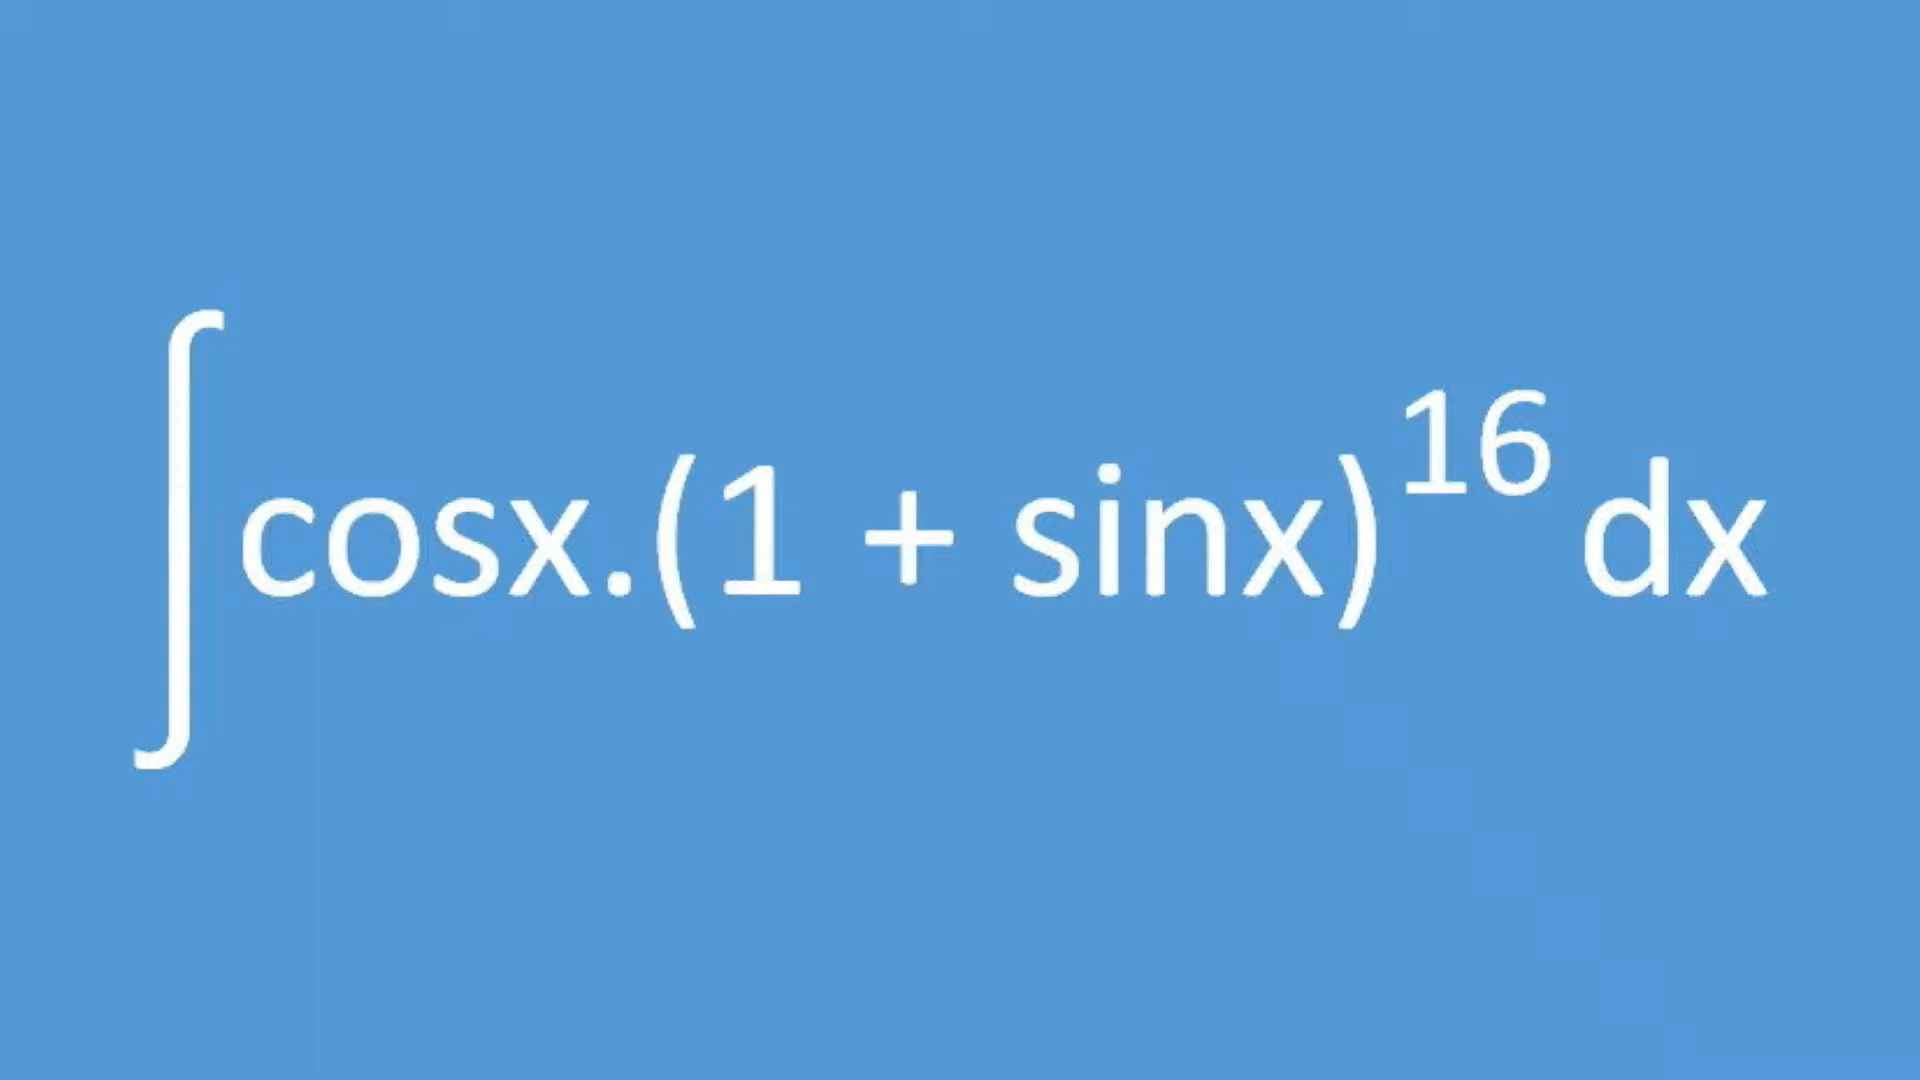 ∫cosx.(1 + sinx)¹⁶ dx